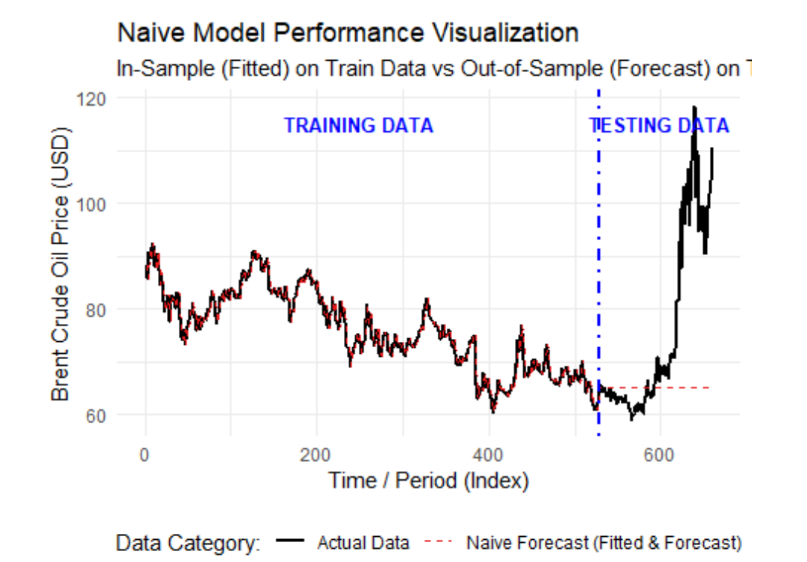 Naive Model Performance Visualization
In-Sample (Fitted) on Train Data vs Out-of-Sample (Forecast) on T
120
TRAINING DATA
TESTING DATA
100
80
60
Brent Crude Oil Price (USD)
0 200 400 600
Time / Period (Index)
Data Category: Actual Data Naive Forecast (Fitted & Forecast)